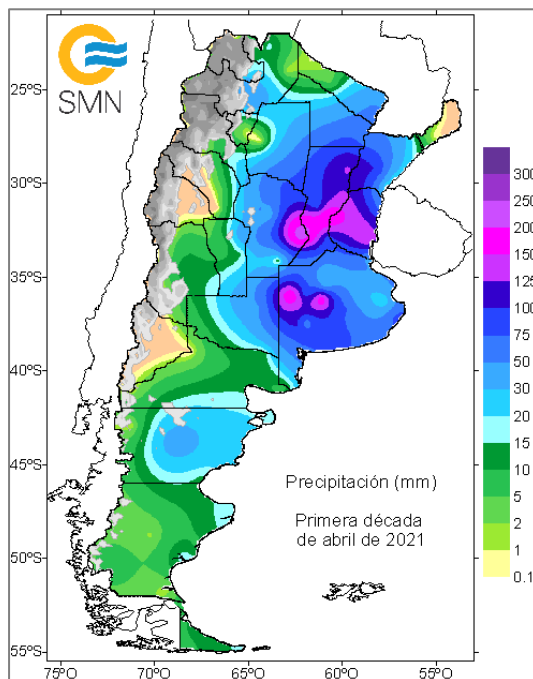 SMN
25ºS
30ºS
35ºS
40ºS
45ºS
50ºS
55ºS
75ºO
70ºO
65ºO
60ºO
55ºO
Precipitación (mm)
Primera década
de abril de 2021
300
250
200
150
125
100
75
50
30
20
15
10
5
2
1
0.1